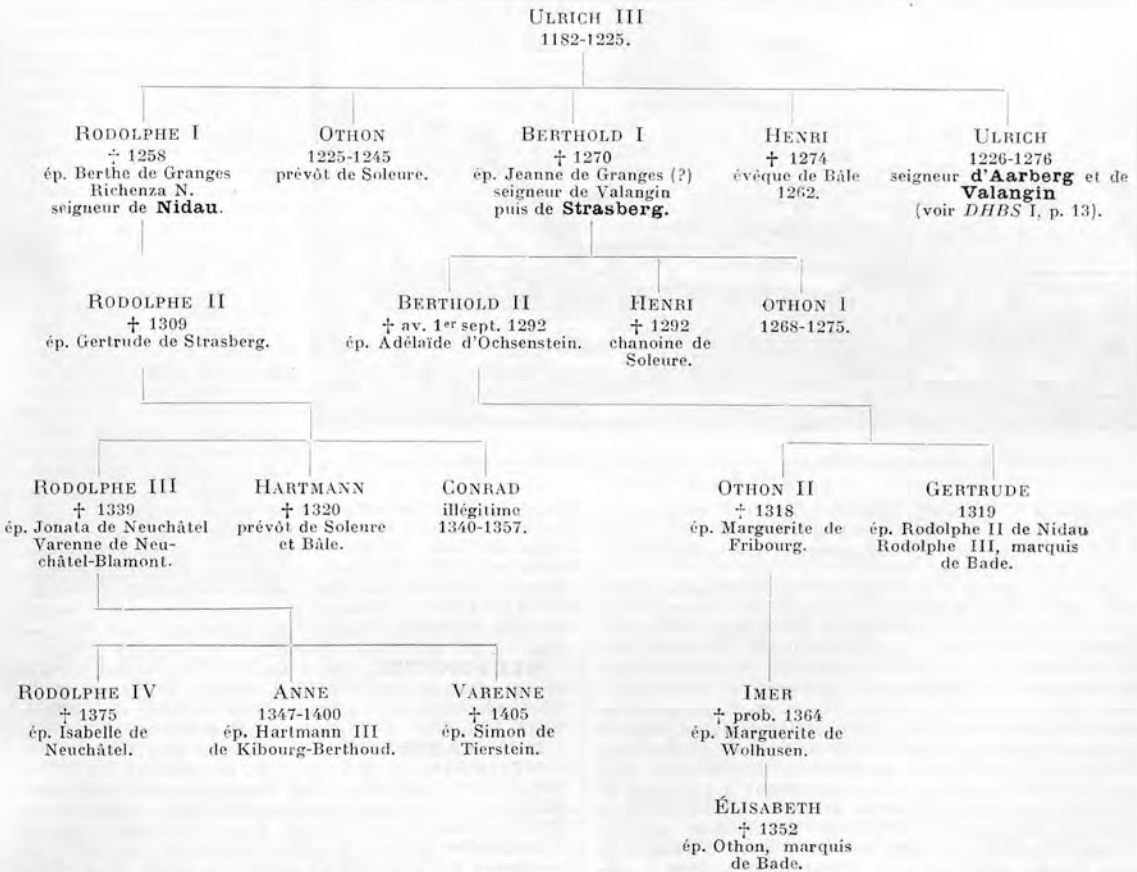 ULRICH III
1182-1225.
RODOLPHE I
† 1258
ép. Berthe de Granges
Richenza N.
seigneur de Nidau.
OTHON
1225-1245
prévôt de Soleure.
BERTHOLD I
† 1270
ép. Jeanne de Granges (?)
seigneur de Valangin
puis de Strasberg.
HENRI
† 1274
évêque de Bâle
1262.
ULRICH
1226-1276
seigneur d'Aarberg et de
Valangin
(voir DHBS I, p. 13).
RODOLPHE II
† 1309
ép. Gertrude de Strasberg.
BERTHOLD II
† av. 1er sept. 1292
ép. Adélaïde d'Ochsenstein.
HENRI
† 1292
chanoine de
Soleure.
OTHON I
1268-1275.
RODOLPHE III
† 1339
ép. Jonata de Neuchâtel
Varenne de Neu-
châtel-Blamont.
HARTMANN
† 1320
prévôt de Soleure
et Bâle.
CONRAD
illégitime
1340-1357.
OTHON II
† 1318
ép. Marguerite de
Fribourg.
GERTRUDE
1319
ép. Rodolphe II de Nidau
Rodolphe III, marquis
de Bade.
RODOLPHE IV
† 1375
ép. Isabelle de
Neuchâtel.
ANNE
1347-1400
ép. Hartmann III
de Kibourg-Berthoud.
VARENNE
† 1405
ép. Simon de
Tierstein.
IMER
† prob. 1364
ép. Marguerite de
Wolhusen.
ÉLISABETH
† 1352
ép. Othon, marquis
de Bade.